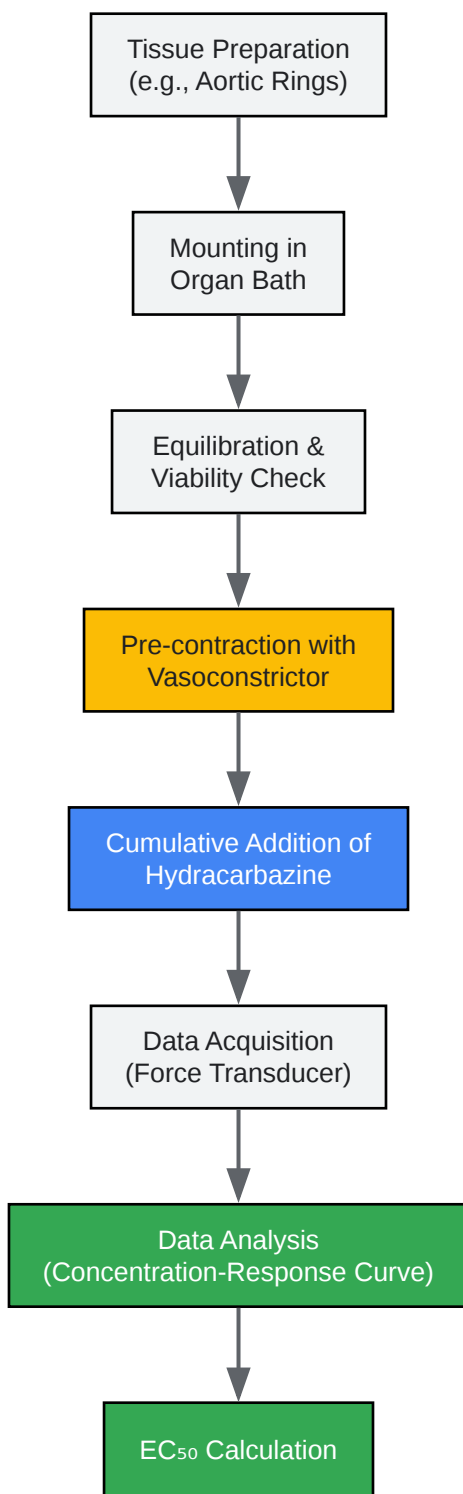 Tissue Preparation
(e.g., Aortic Rings)
Mounting in
Organ Bath
Equilibration &
Viability Check
Pre-contraction with
Vasoconstrictor
Cumulative Addition of
Hydracarbazine
Data Acquisition
(Force Transducer)
Data Analysis
(Concentration-Response Curve)
EC₅₀ Calculation